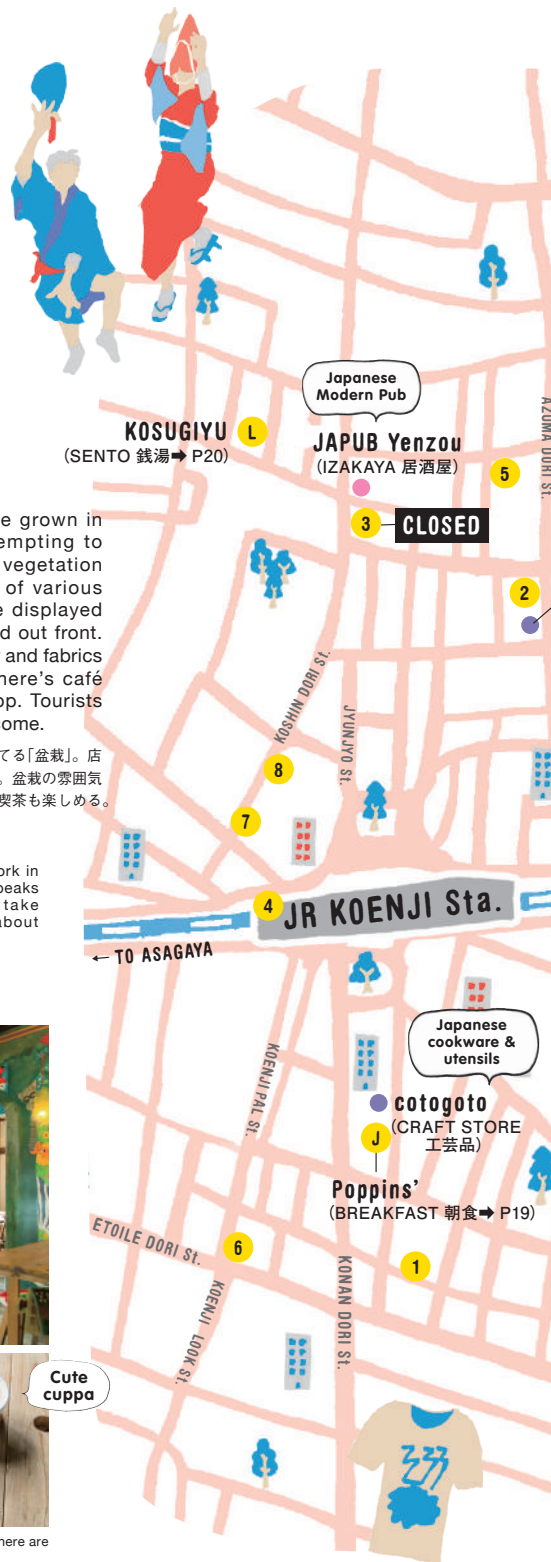 Japanese
Modern Pub
KOSUGIYU
L
(SENTO 銭湯➡ P20)
JAPUB Yenzou
(IZAKAYA 居酒屋)
5
AZUMA DORI St.
3
CLOSED
2
e grown in
empting to
vegetation
of various
e displayed
d out front.
and fabrics
here's café
op. Tourists
come.
てる「盆栽」。店
。盆栽の雰囲気
喫茶も楽しめる。
KOSHIN DORI St.
JYUNJYO St.
8
7
ork in
peaks
take
about
4
JR KOENJI Sta.
← TO ASAGAYA
Japanese
cookware &
utensils
KOENJI PAL St.
cotogoto
(CRAFT STORE
工芸品)
J
Poppins'
(BREAKFAST 朝食➡ P19)
ETOILE DORI St.
6
1
KOENJI LOOK St.
KONAN DORI St.
Cute
cuppa
here are